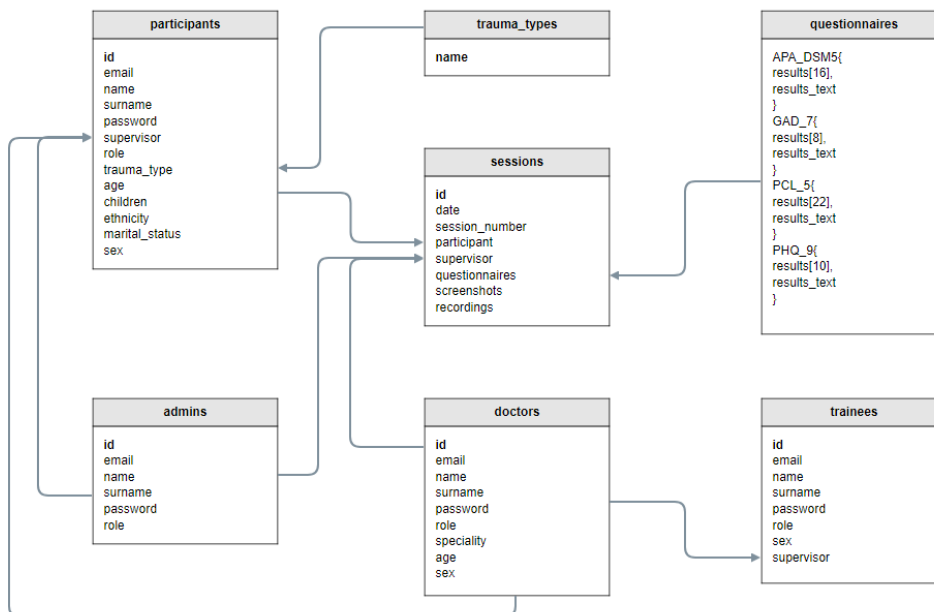 participants
id
email
name
surname
password
supervisor
role
trauma_type
age
children
ethnicity
marital_status
sex
trauma_types
name
questionnaires
APA_DSM5{
results[16],
results_text
}
GAD_7{
results[8],
results_text
}
PCL_5{
results[22],
results_text
}
PHQ_9{
results[10],
results_text
}
sessions
id
date
session_number
participant
supervisor
questionnaires
screenshots
recordings
admins
id
email
name
surname
password
role
doctors
id
email
name
surname
password
role
speciality
age
sex
trainees
id
email
name
surname
password
role
sex
supervisor